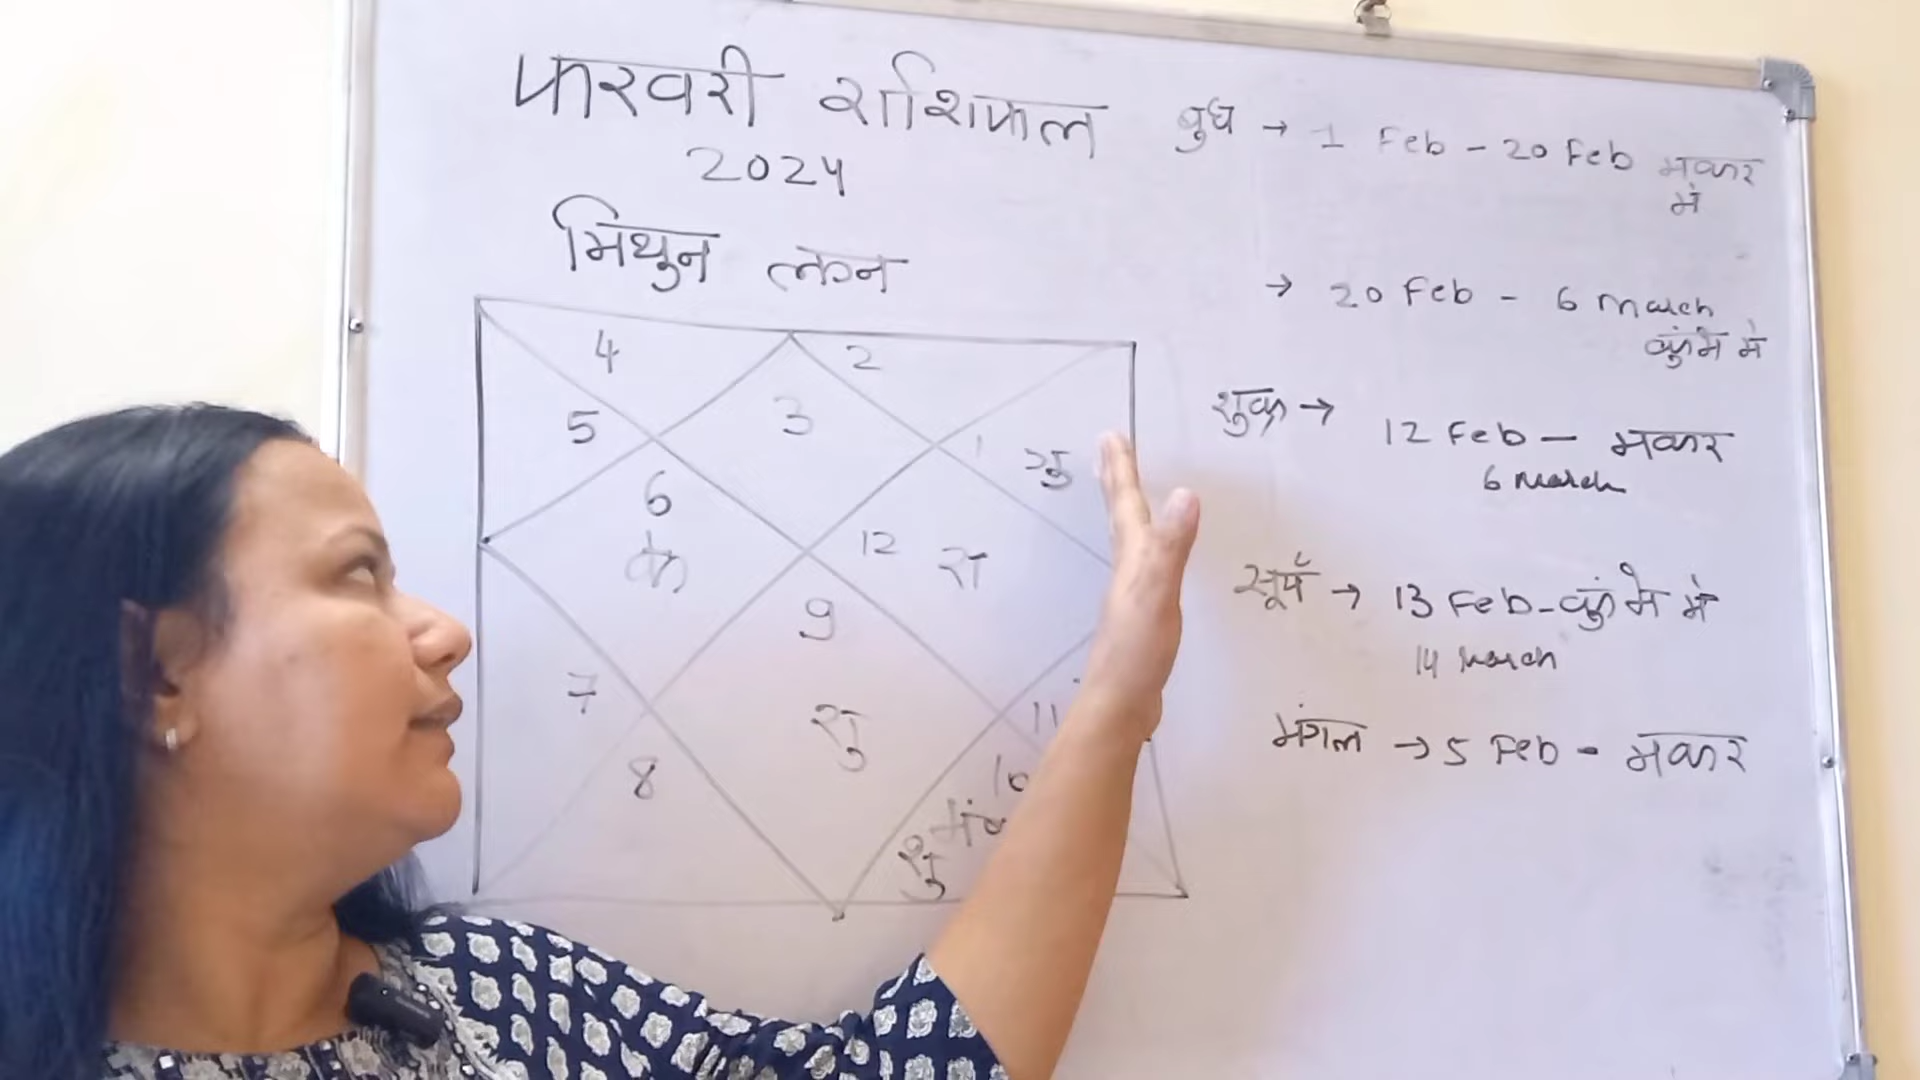 फरवरी राशिफल
2024
मिथुन लग्न
4
2
5
3
1
गु
6
के
12
रा
9
7
शु
11
8
10
बुध → 1 Feb - 20 Feb मकर
में
→ 20 Feb - 6 March
कुंभ में
शुक्र → 12 Feb - मकर
6 March
सूर्य → 13 Feb - कुंभ में
14 March
मंगल → 5 Feb - मकर